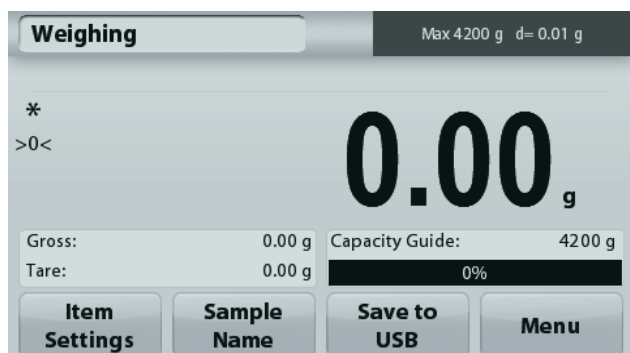 Weighing
Max 4200 g d= 0.01 g
*
>0<
0.00 g
Gross: 0.00 g
Tare: 0.00 g
Capacity Guide: 4200 g
0%
Item
Settings
Sample
Name
Save to
USB
Menu